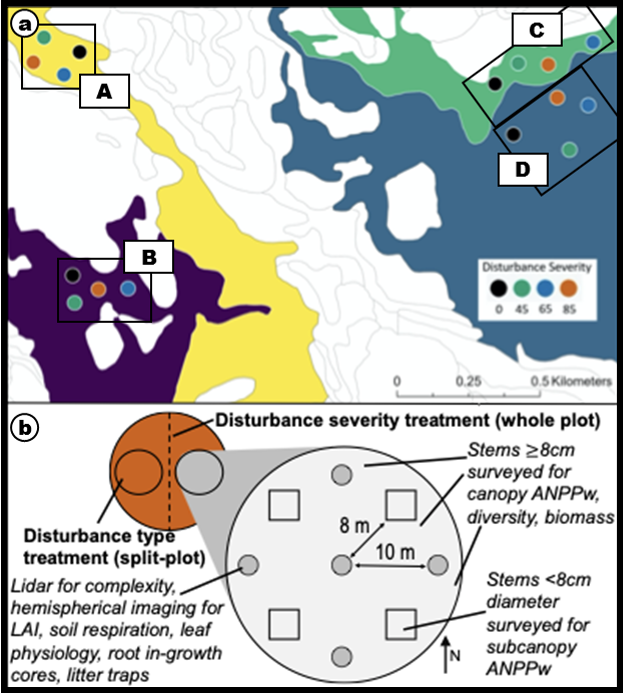 a
C
A
D
B
Disturbance Severity
0 45 65 85
0 0.25 0.5 Kilometers
b
Disturbance severity treatment (whole plot)
Stems ≥8cm
surveyed for
canopy ANPPw,
diversity, biomass
8 m
10 m
Disturbance type
treatment (split-plot)
Lidar for complexity,
hemispherical imaging for
LAI, soil respiration, leaf
physiology, root in-growth
cores, litter traps
Stems <8cm
diameter
surveyed for
subcanopy
ANPPw
N